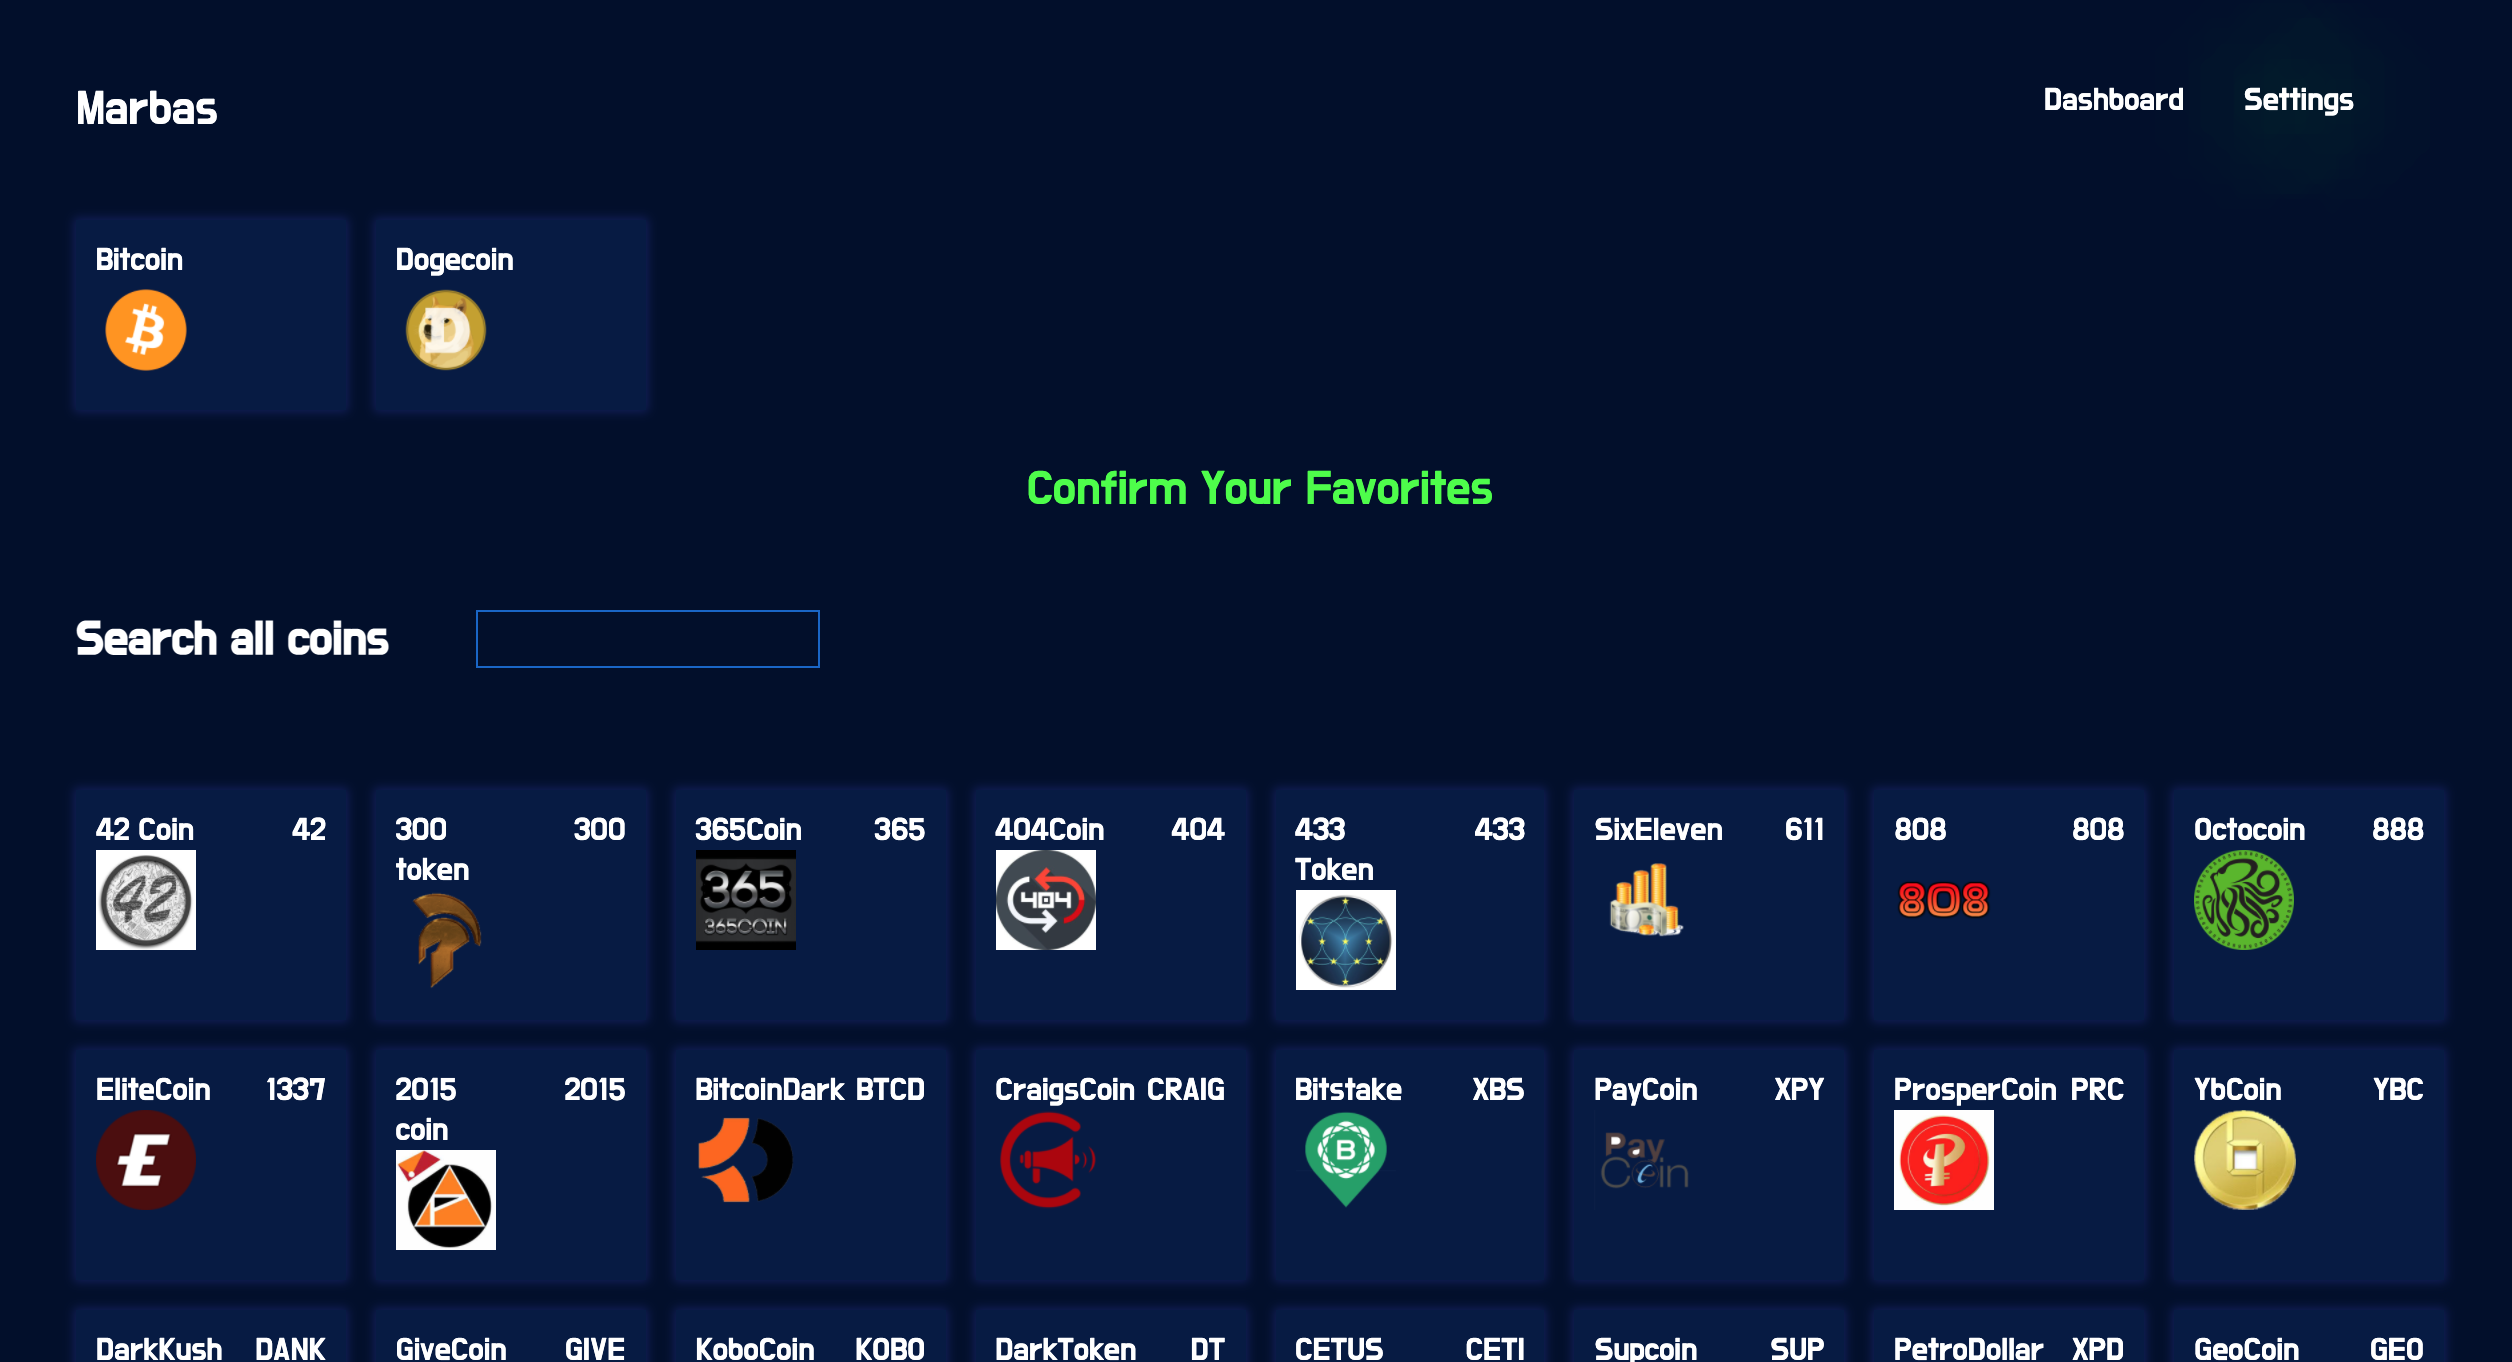 Marbas
Dashboard Settings
Bitcoin
Dogecoin
Confirm Your Favorites
Search all coins
42 Coin 42
42
300 token 300
365Coin 365
365
365COIN
404Coin 404
404
433 Token 433
SixEleven 611
808 808
808
Octocoin 888
EliteCoin 1337
2015 coin 2015
BitcoinDark BTCD
CraigsCoin CRAIG
Bitstake XBS
B
PayCoin XPY
Pay
Coin
ProsperCoin PRC
YbCoin YBC
DarkKush DANK
GiveCoin GIVE
KoboCoin KOBO
DarkToken DT
CETUS CETI
Supcoin SUP
PetroDollar XPD
GeoCoin GEO